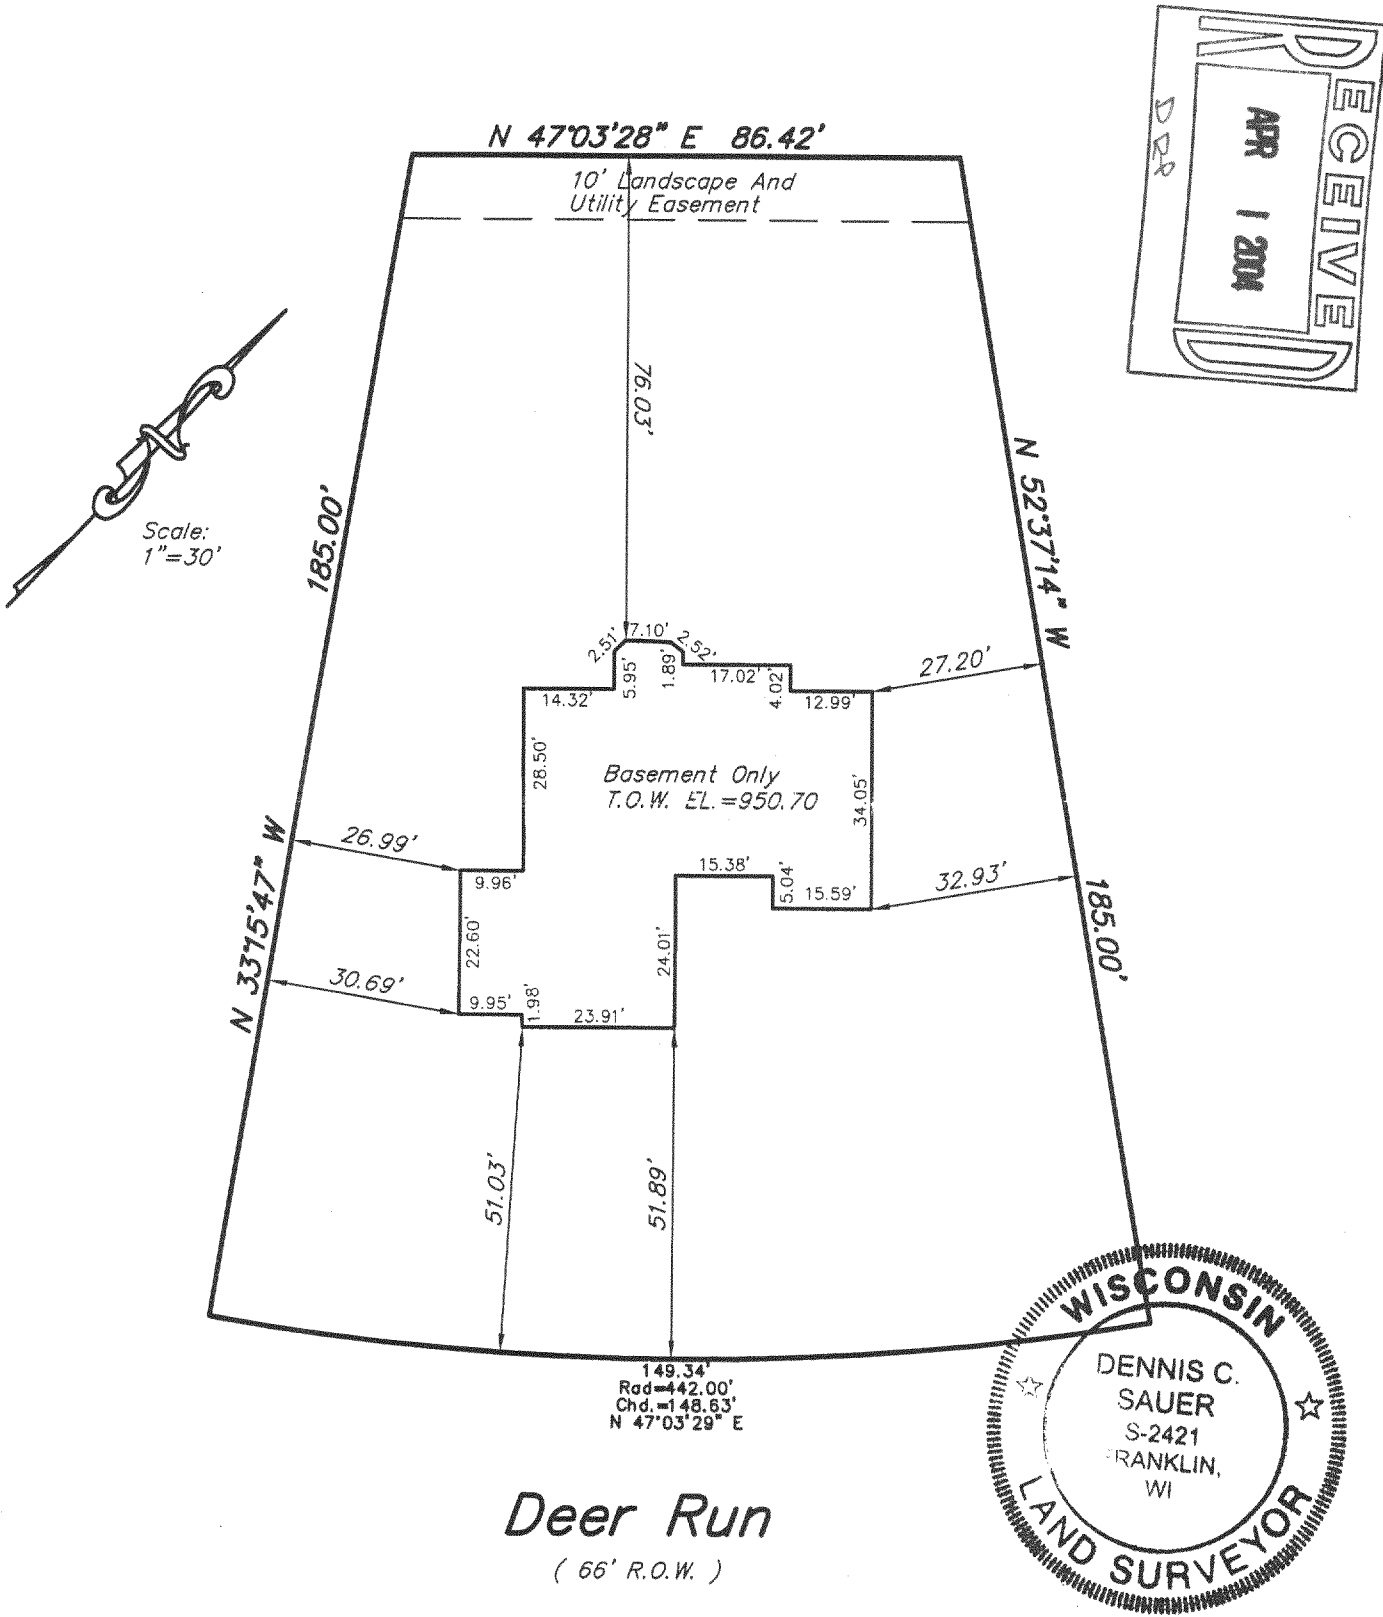 RECEIVED
APR 1 2004
DRP
N 47°03'28" E 86.42'
10' Landscape And
Utility Easement
76.03'
185.00'
N 52°37'14" W
Scale:
1"=30'
7.10'
2.51'
2.52'
5.95'
1.89'
17.02'
4.02'
14.32'
12.99'
27.20'
28.50'
Basement Only
T.O.W. EL.=950.70
34.05'
26.99'
9.96'
15.38'
5.04'
15.59'
32.93'
185.00'
N 33°15'47" W
22.60'
24.01'
30.69'
9.95'
1.98'
23.91'
51.03'
51.89'
149.34'
Rad=442.00'
Chd.=148.63'
N 47°03'29" E
WISCONSIN
DENNIS C.
SAUER
S-2421
FRANKLIN,
WI
LAND SURVEYOR
Deer Run
( 66' R.O.W. )